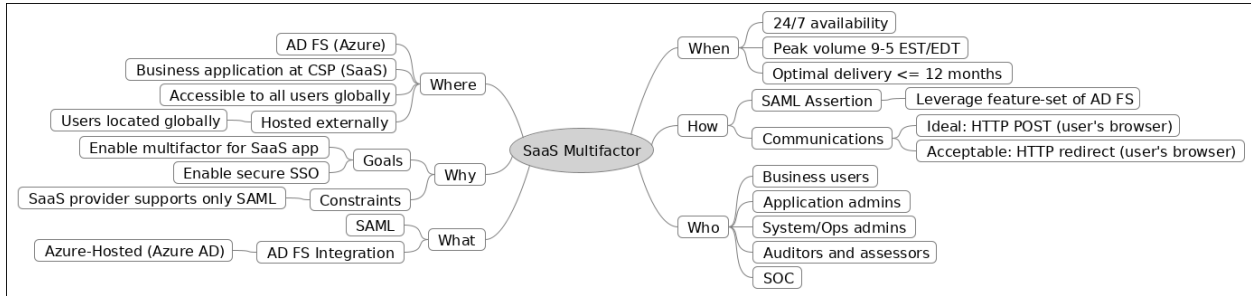 SaaS Multifactor
Where
AD FS (Azure)
Business application at CSP (SaaS)
Accessible to all users globally
Hosted externally
Users located globally
Why
Goals
Enable multifactor for SaaS app
Enable secure SSO
Constraints
SaaS provider supports only SAML
What
SAML
AD FS Integration
Azure-Hosted (Azure AD)
When
24/7 availability
Peak volume 9-5 EST/EDT
Optimal delivery <= 12 months
How
SAML Assertion
Leverage feature-set of AD FS
Communications
Ideal: HTTP POST (user's browser)
Acceptable: HTTP redirect (user's browser)
Who
Business users
Application admins
System/Ops admins
Auditors and assessors
SOC